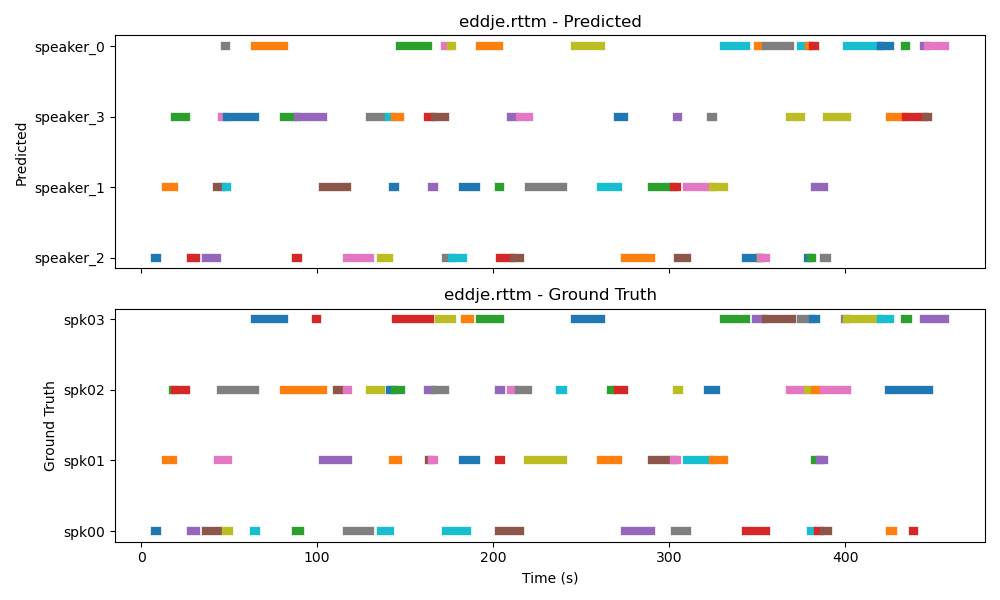 eddje.rttm - Predicted
speaker_0
speaker_3
speaker_1
speaker_2
Predicted
eddje.rttm - Ground Truth
spk03
spk02
spk01
spk00
Ground Truth
0 100 200 300 400
Time (s)